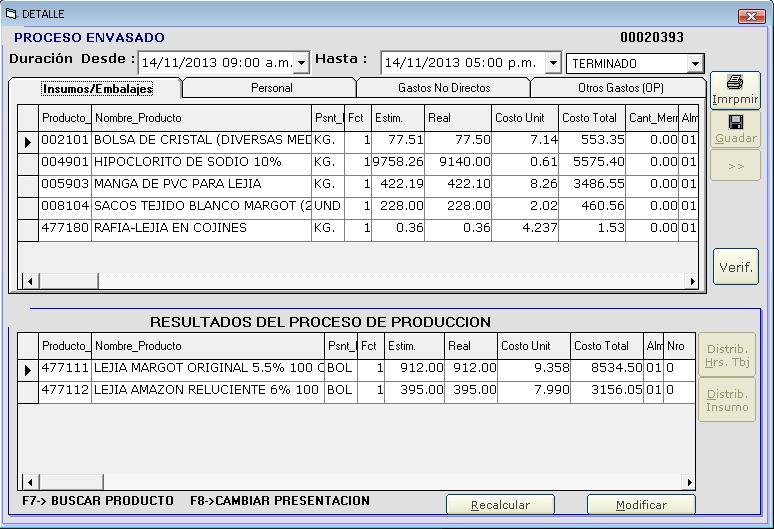 DETALLE
PROCESO ENVASADO 00020393
Duración Desde : 14/11/2013 09:00 a.m. Hasta : 14/11/2013 05:00 p.m. TERMINADO
Insumos/Embalajes Personal Gastos No Directos Otros Gastos (OP)
Imrpmir
Guadar
>>
Verif.
Producto_ Nombre_Producto Psnt_ Fct Estim. Real Costo Unit Costo Total Cant_Mer Alm
002101 BOLSA DE CRISTAL (DIVERSAS MED KG. 1 77.51 77.50 7.14 553.35 0.00 01
004901 HIPOCLORITO DE SODIO 10% KG. 1 9758.26 9140.00 0.61 5575.40 0.00 01
005903 MANGA DE PVC PARA LEJIA KG. 1 422.19 422.10 8.26 3486.55 0.00 01
008104 SACOS TEJIDO BLANCO MARGOT (2 UND 1 228.00 228.00 2.02 460.56 0.00 01
477180 RAFIA-LEJIA EN COJINES KG. 1 0.36 0.36 4.237 1.53 0.00 01
RESULTADOS DEL PROCESO DE PRODUCCION
Producto_ Nombre_Producto Psnt_ Fct Estim. Real Costo Unit Costo Total Alm Nro
477111 LEJIA MARGOT ORIGINAL 5.5% 100 C BOL 1 912.00 912.00 9.358 8534.50 01 0
477112 LEJIA AMAZON RELUCIENTE 6% 100 BOL 1 395.00 395.00 7.990 3156.05 01 0
Distrib.
Hrs. Tbj
Distrib.
Insumo
F7-> BUSCAR PRODUCTO F8->CAMBIAR PRESENTACION
Recalcular Modificar